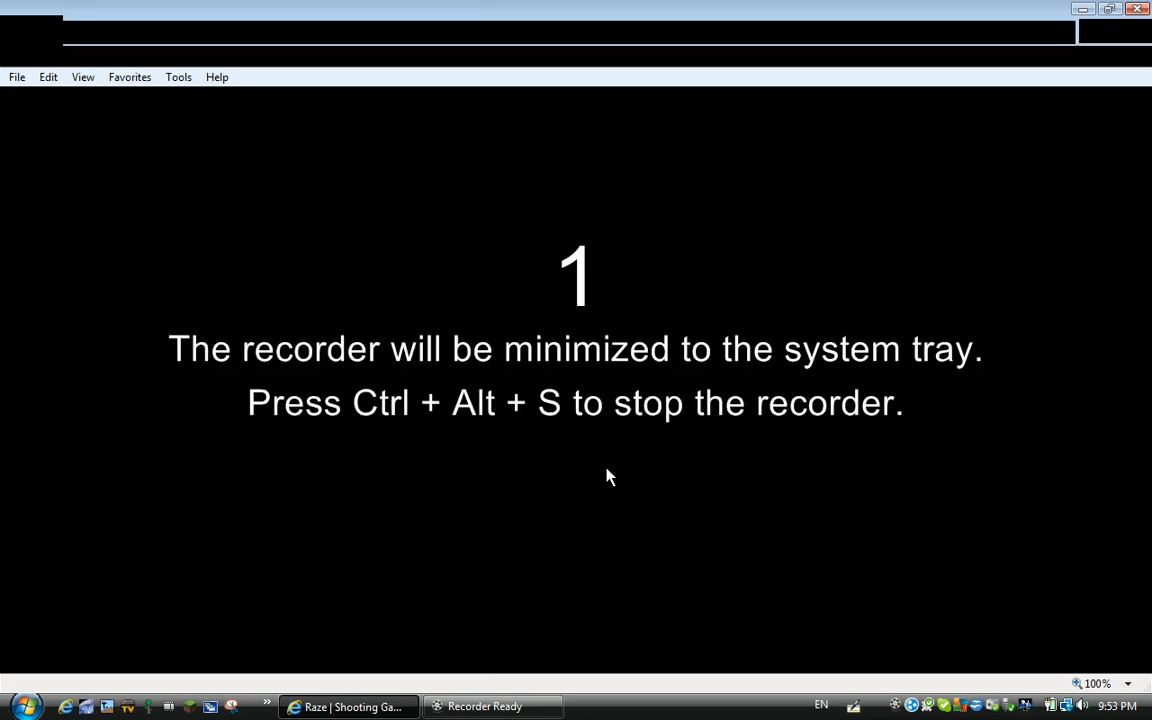 File Edit View Favorites Tools Help
1
The recorder will be minimized to the system tray.
Press Ctrl + Alt + S to stop the recorder.
100%
Raze | Shooting Ga... Recorder Ready EN 9:53 PM